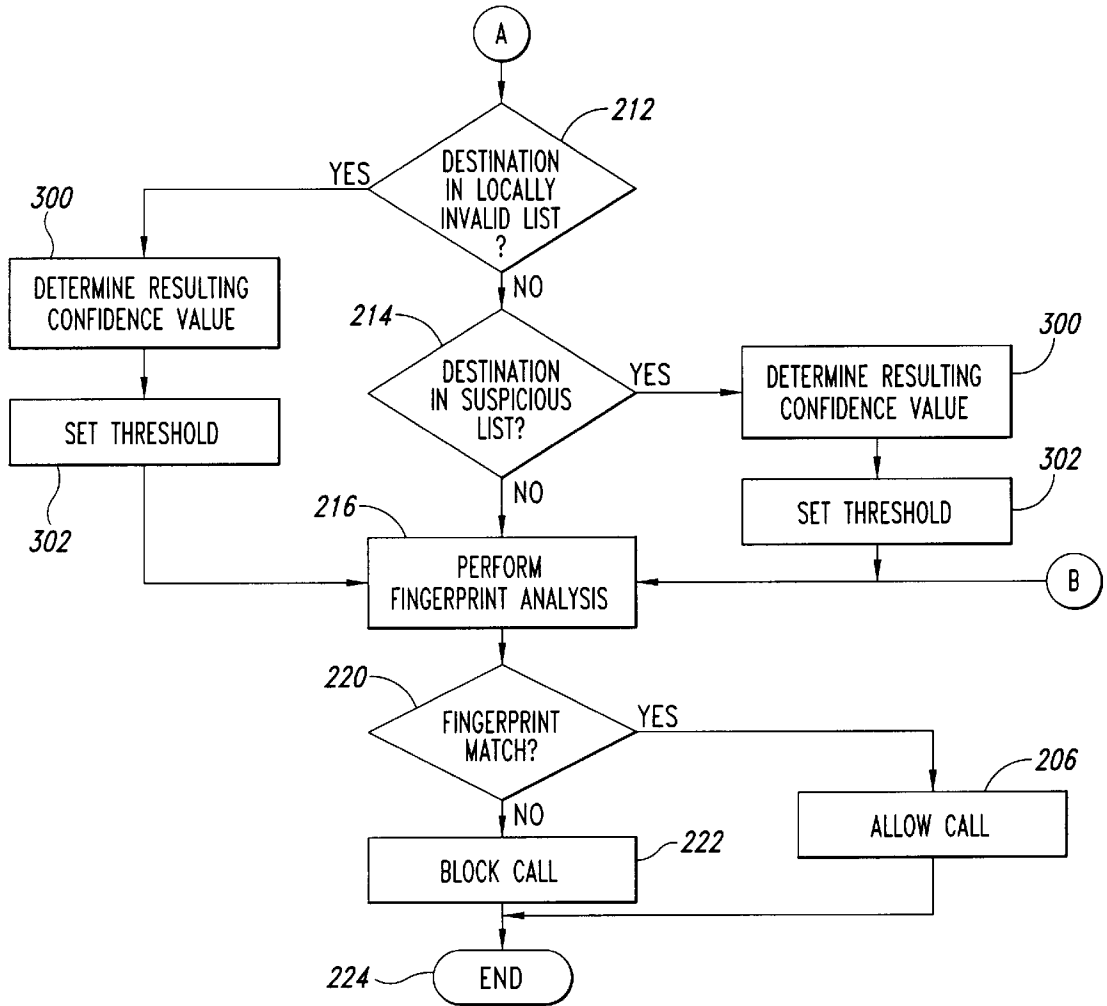 A
212
DESTINATION
IN LOCALLY
INVALID LIST
?
YES
NO
300
DETERMINE RESULTING
CONFIDENCE VALUE
SET THRESHOLD
302
214
DESTINATION
IN SUSPICIOUS
LIST?
YES
NO
300
DETERMINE RESULTING
CONFIDENCE VALUE
302
SET THRESHOLD
B
216
PERFORM
FINGERPRINT ANALYSIS
220
FINGERPRINT
MATCH?
YES
NO
206
ALLOW CALL
222
BLOCK CALL
224
END